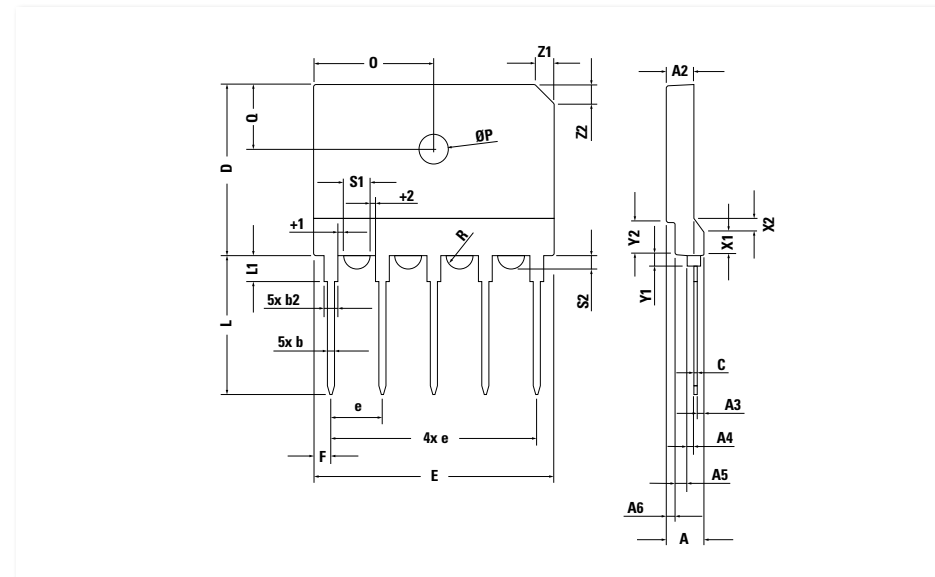 O
Z1
A2
Q
ØP
Z2
D
S1
+2
+1
R
X2
Y2
X1
L1
S2
Y1
5x b2
L
5x b
C
e
A3
4x e
A4
F
E
A5
A6
A